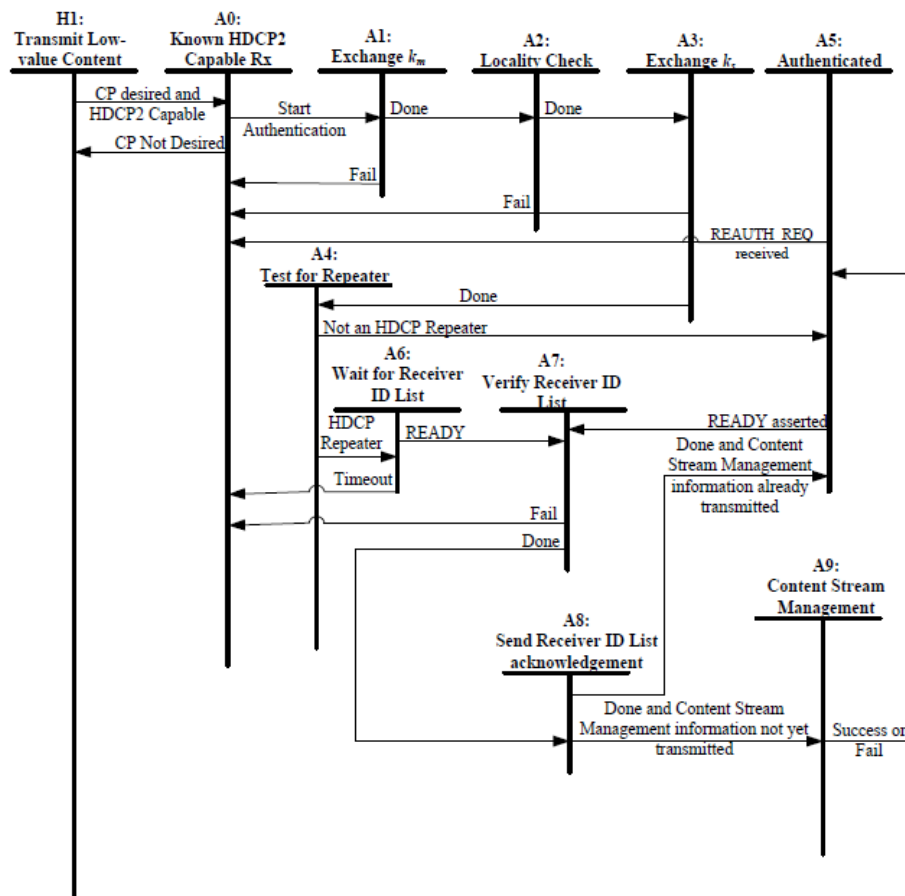 H1:
Transmit Low-
value Content
A0:
Known HDCP2
Capable Rx
A1:
Exchange km
A2:
Locality Check
A3:
Exchange ks
A5:
Authenticated
CP desired and
HDCP2 Capable
Start
Authentication
Done
Done
CP Not Desired
Fail
Fail
REAUTH_REQ
received
A4:
Test for Repeater
Done
Not an HDCP Repeater
A6:
Wait for Receiver
ID List
A7:
Verify Receiver ID
List
HDCP
Repeater
READY
READY asserted
Done and Content
Stream Management
information already
transmitted
Timeout
Fail
Done
A9:
Content Stream
Management
A8:
Send Receiver ID List
acknowledgement
Done and Content Stream
Management information not yet
transmitted
Success or
Fail